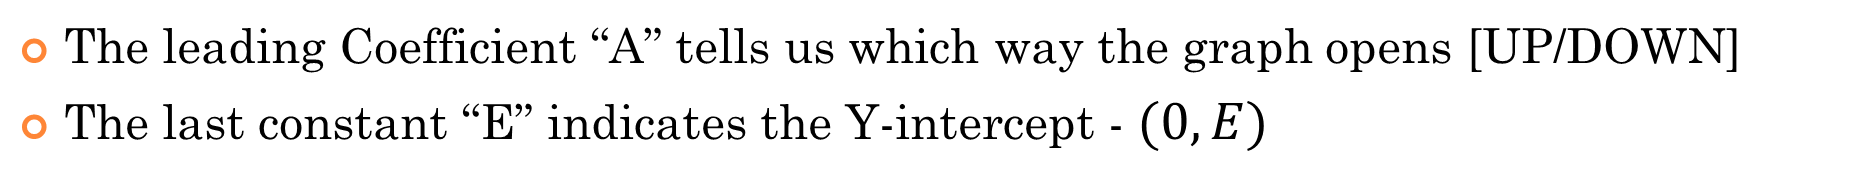 The leading Coefficient “A” tells us which way the graph opens [UP/DOWN]
The last constant “E” indicates the Y-intercept - (0, E)